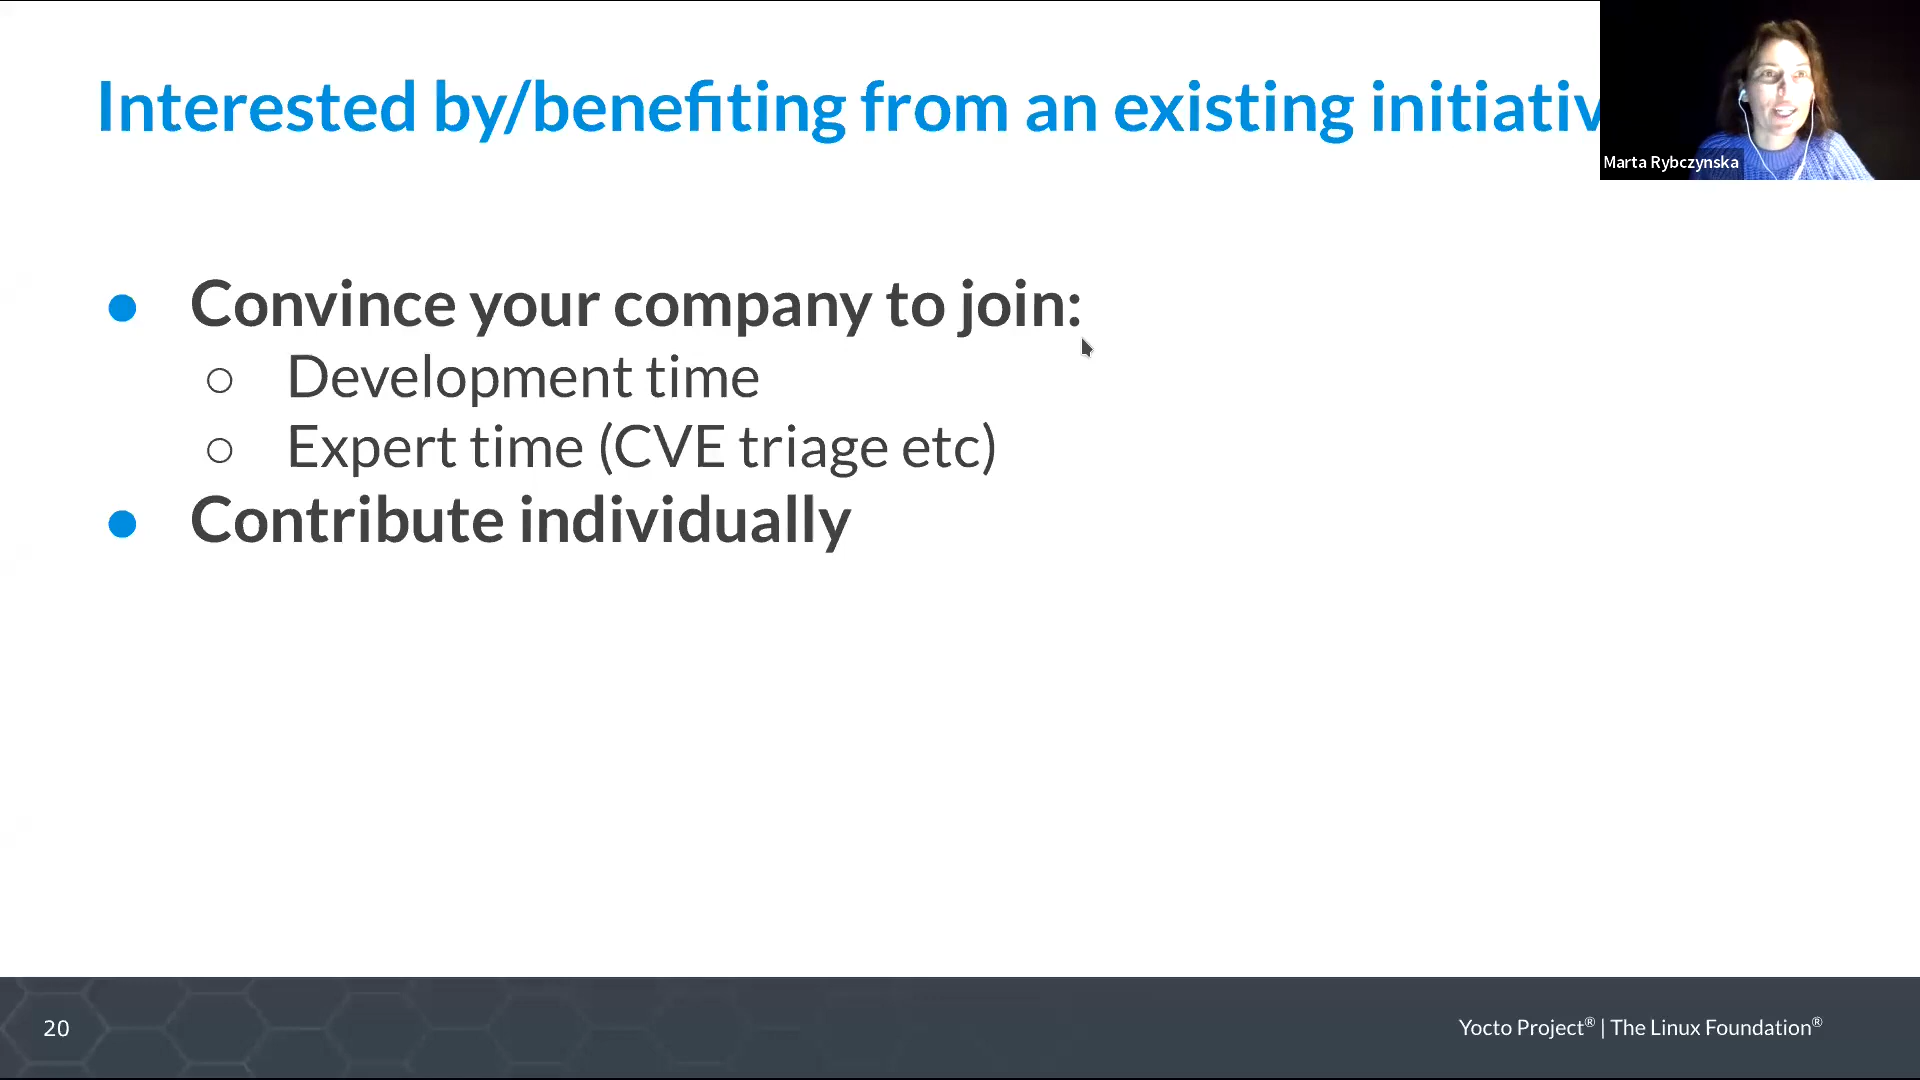 Interested by/benefiting from an existing initiativ
Marta Rybczynska
● Convince your company to join:
○ Development time
○ Expert time (CVE triage etc)
● Contribute individually
20
Yocto Project® | The Linux Foundation®